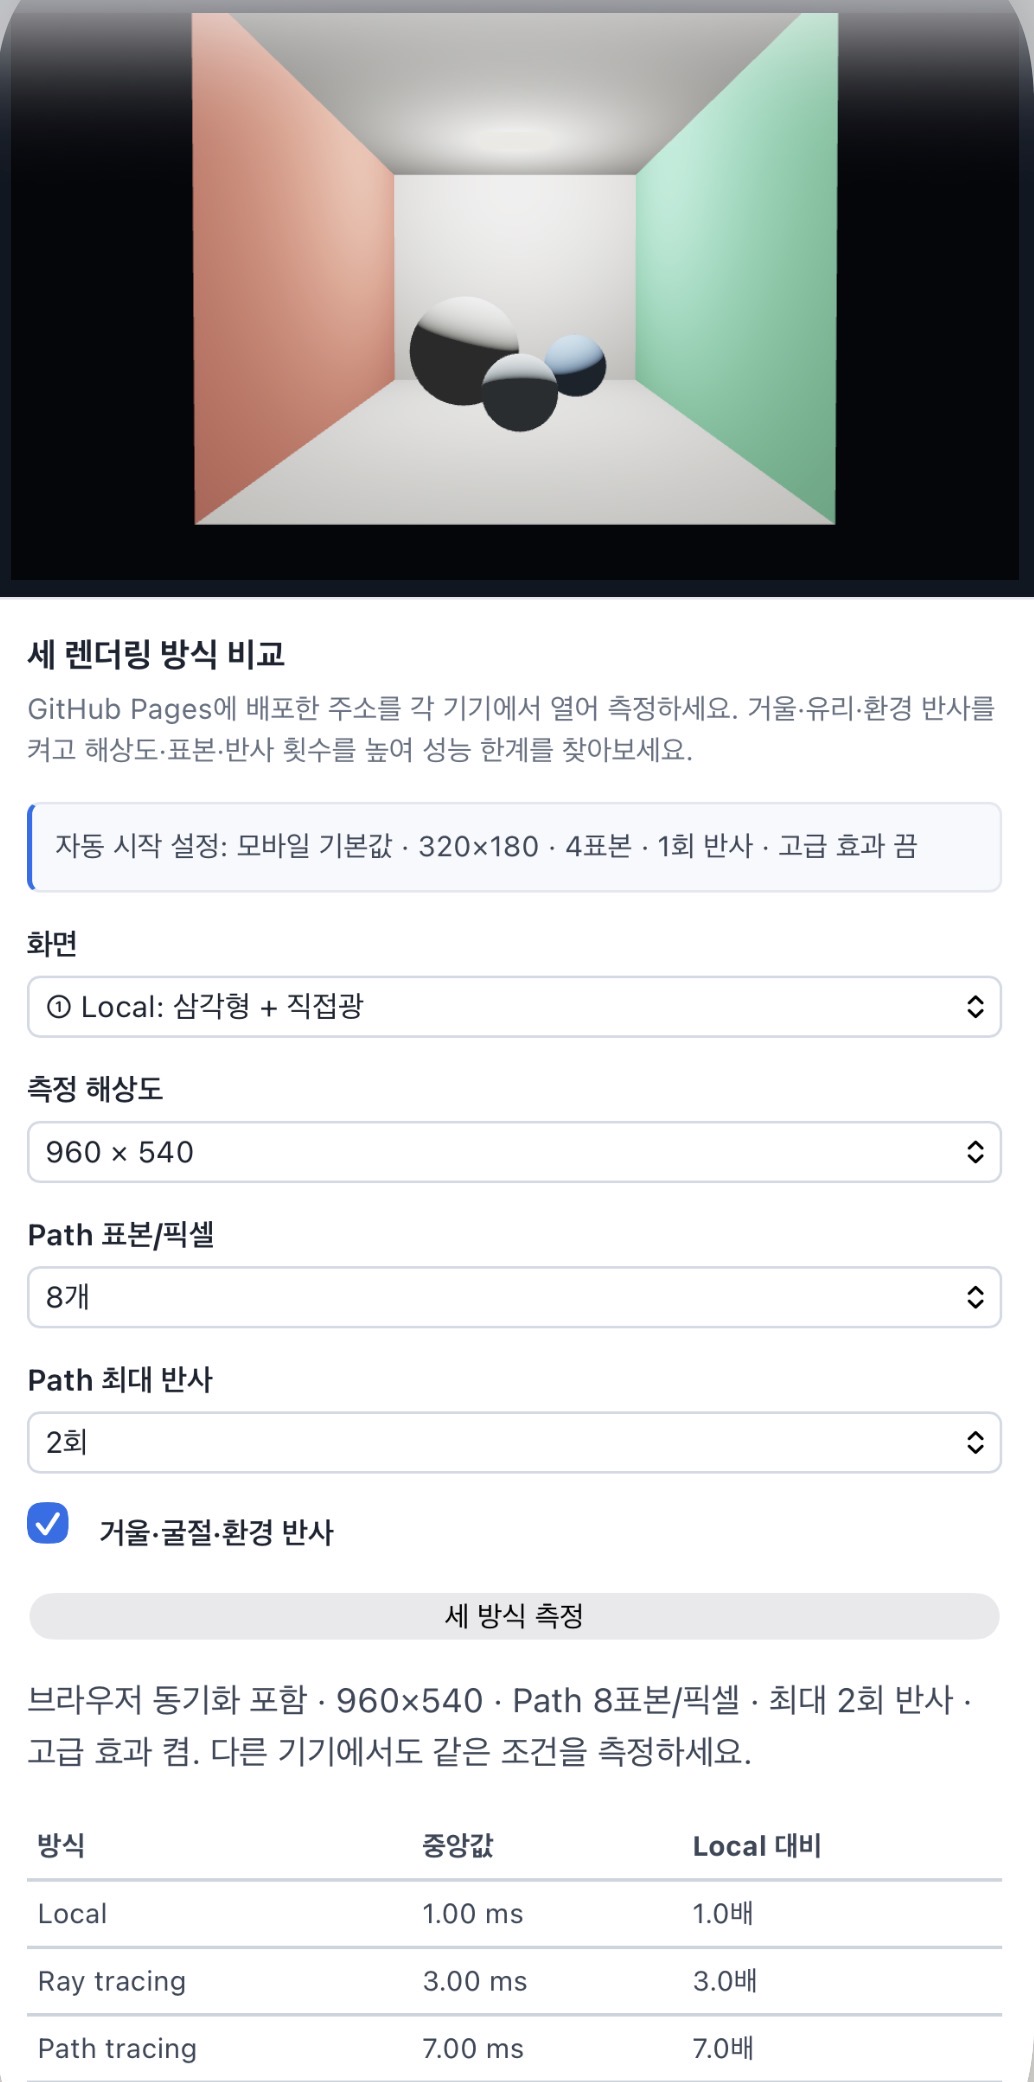 세 렌더링 방식 비교
GitHub Pages에 배포한 주소를 각 기기에서 열어 측정하세요. 거울·유리·환경 반사를
켜고 해상도·표본·반사 횟수를 높여 성능 한계를 찾아보세요.
자동 시작 설정: 모바일 기본값 · 320×180 · 4표본 · 1회 반사 · 고급 효과 끔
화면
① Local: 삼각형 + 직접광
측정 해상도
960 × 540
Path 표본/픽셀
8개
Path 최대 반사
2회
거울·굴절·환경 반사
세 방식 측정
브라우저 동기화 포함 · 960×540 · Path 8표본/픽셀 · 최대 2회 반사 ·
고급 효과 켬. 다른 기기에서도 같은 조건을 측정하세요.
방식 중앙값 Local 대비
Local 1.00 ms 1.0배
Ray tracing 3.00 ms 3.0배
Path tracing 7.00 ms 7.0배